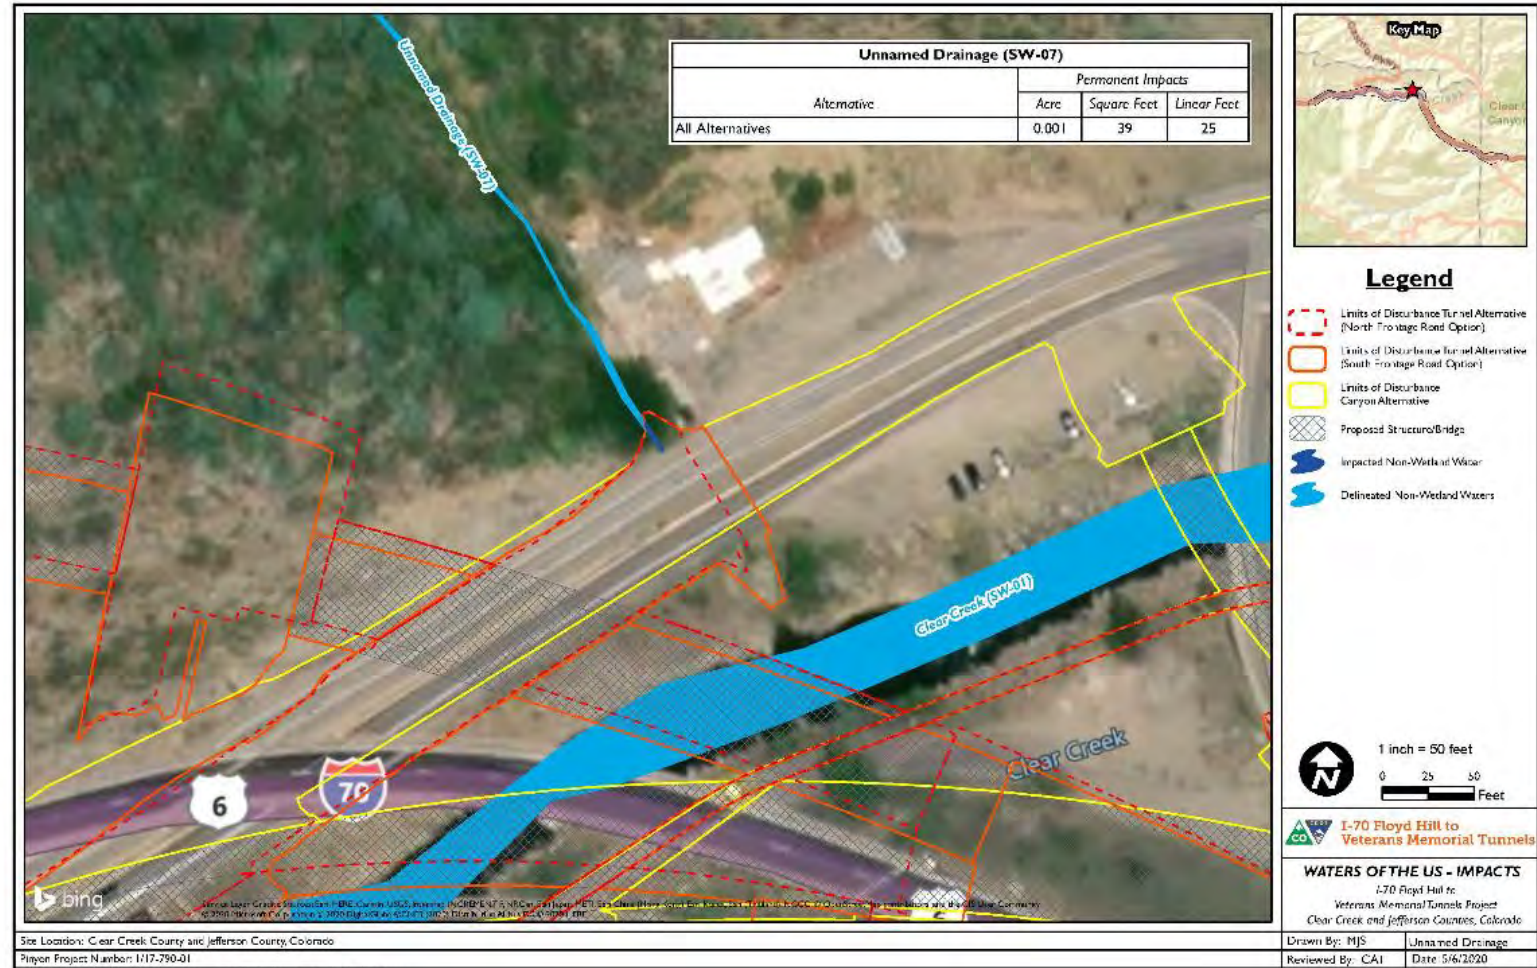 Unnamed Drainage (SW-07)
Unnamed Drainage (SW-07)
Permanent Impacts
Alternative
Acre
Square Feet
Linear Feet
All Alternatives
0.001
39
25
Clear Creek (SW-01)
Clear Creek
6
70
bing
Key Map
Legend
Limits of Disturbance Tunnel Alternative
(North Frontage Road Option)
Limits of Disturbance Tunnel Alternative
(South Frontage Road Option)
Limits of Disturbance
Canyon Alternative
Proposed Structure/Bridge
Impacted Non-Wetland Water
Delineated Non-Wetland Waters
N
1 inch = 50 feet
0 25 50
Feet
CO
I-70 Floyd Hill to
Veterans Memorial Tunnels
WATERS OF THE US - IMPACTS
I-70 Floyd Hill to
Veterans Memorial Tunnels Project
Clear Creek and Jefferson Counties, Colorado
Site Location: Clear Creek County and Jefferson County, Colorado
Drawn By: MJS
Unnamed Drainage
Pinyon Project Number: 1/17-790-01
Reviewed By: CAI
Date: 5/6/2020